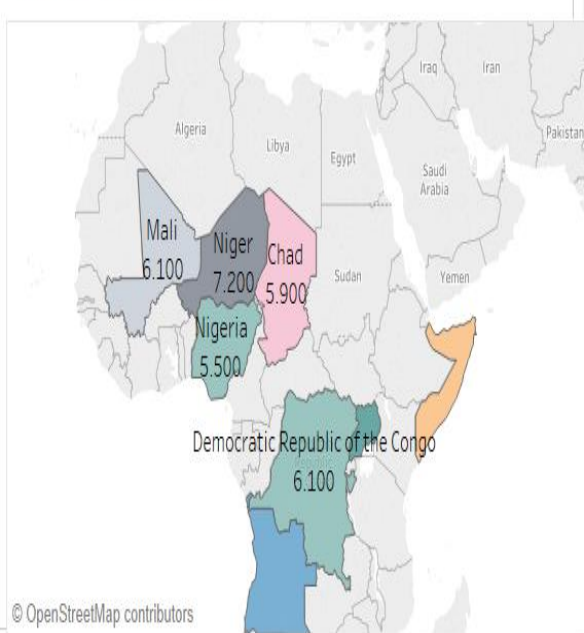 Iraq
Iran
Algeria
Libya
Egypt
Pakistan
Saudi
Arabia
Mali
6.100
Niger
7.200
Chad
5.900
Sudan
Yemen
Nigeria
5.500
Democratic Republic of the Congo
6.100
© OpenStreetMap contributors